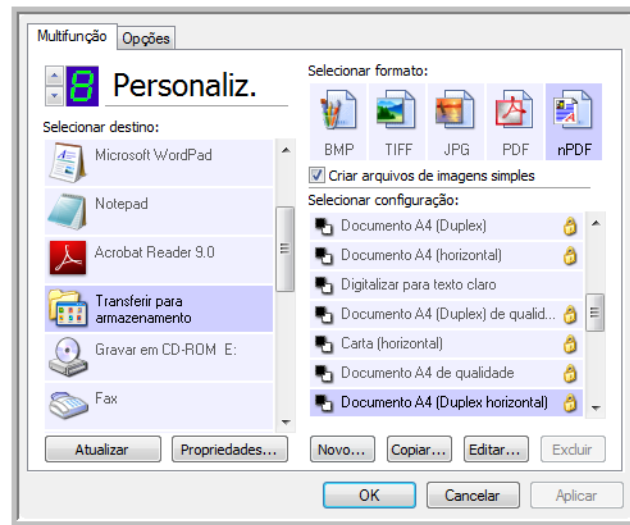 Multifunção
Opções
8
Personaliz.
Selecionar destino:
Microsoft WordPad
Notepad
Acrobat Reader 9.0
Transferir para
armazenamento
Gravar em CD-ROM E:
Fax
Atualizar
Propriedades...
Selecionar formato:
BMP
TIFF
JPG
PDF
nPDF
Criar arquivos de imagens simples
Selecionar configuração:
Documento A4 (Duplex)
Documento A4 (horizontal)
Digitalizar para texto claro
Documento A4 (Duplex) de qualid...
Carta (horizontal)
Documento A4 de qualidade
Documento A4 (Duplex horizontal)
Novo...
Copiar...
Editar...
Excluir
OK
Cancelar
Aplicar